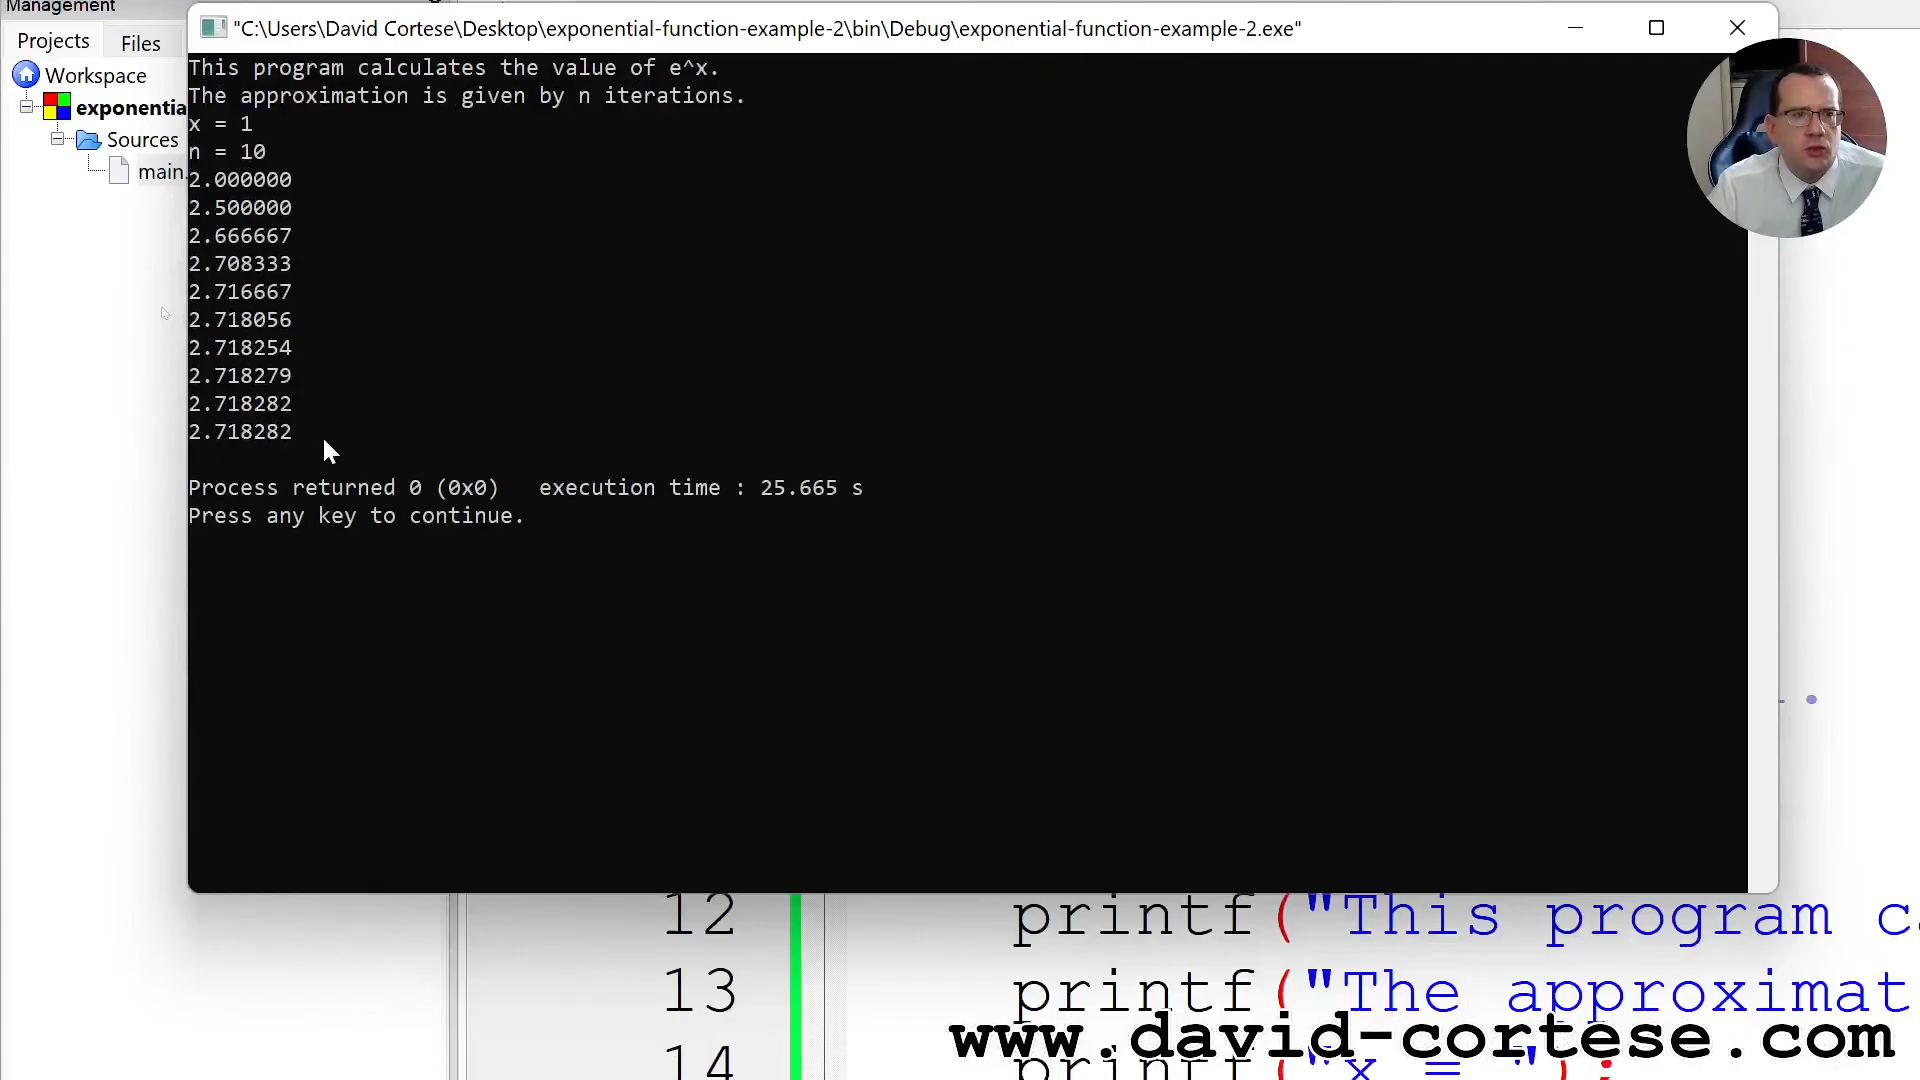 Management
"C:\Users\David Cortese\Desktop\exponential-function-example-2\bin\Debug\exponential-function-example-2.exe"
Projects
Files
Workspace
exponentia
Sources
main.
This program calculates the value of e^x.
The approximation is given by n iterations.
x = 1
n = 10
2.000000
2.500000
2.666667
2.708333
2.716667
2.718056
2.718254
2.718279
2.718282
2.718282
Process returned 0 (0x0)   execution time : 25.665 s
Press any key to continue.
12 printf("This program ca
13 printf("The approximat
14 printf("x = ");
www.david-cortese.com